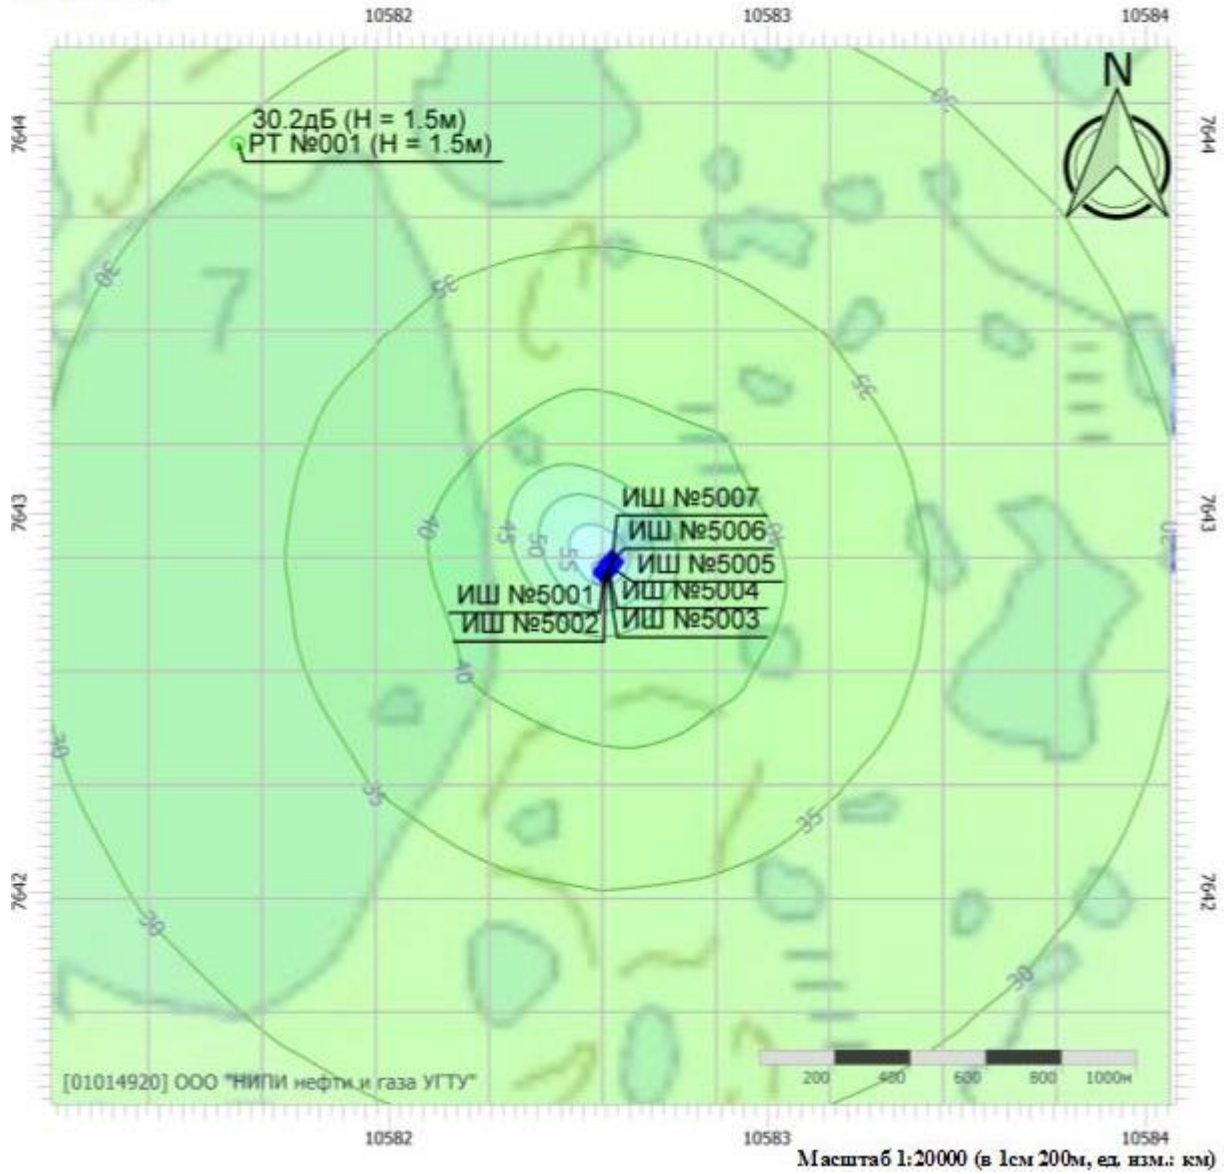 10582 10583 10584
N
7644 7644
30.2дБ (Н = 1.5м)
РТ №001 (Н = 1.5м)
30
30
35
7
35
40
45
50
55
7643 7643
ИШ №5007
ИШ №5006
ИШ №5005
ИШ №5001
ИШ №5004
ИШ №5002
ИШ №5003
40
30
35
35
7642 7642
30
30
200 400 600 800 1000м
[01014920] ООО "НИПИ нефти и газа УГТУ"
10582 10583 10584
Масштаб 1:20000 (в 1см 200м, ед. изм.: км)